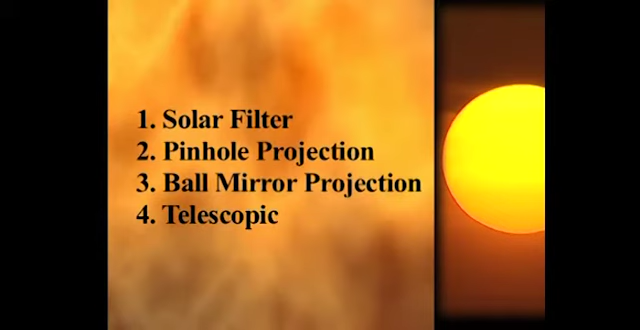 1. Solar Filter
2. Pinhole Projection
3. Ball Mirror Projection
4. Telescopic